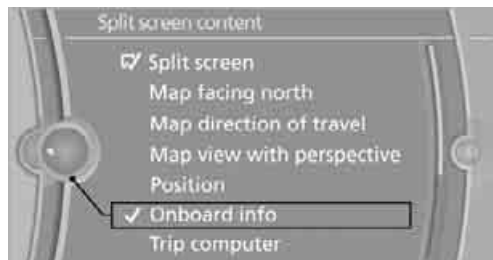 Split screen content
Split screen
Map facing north
Map direction of travel
Map view with perspective
Position
Onboard info
Trip computer